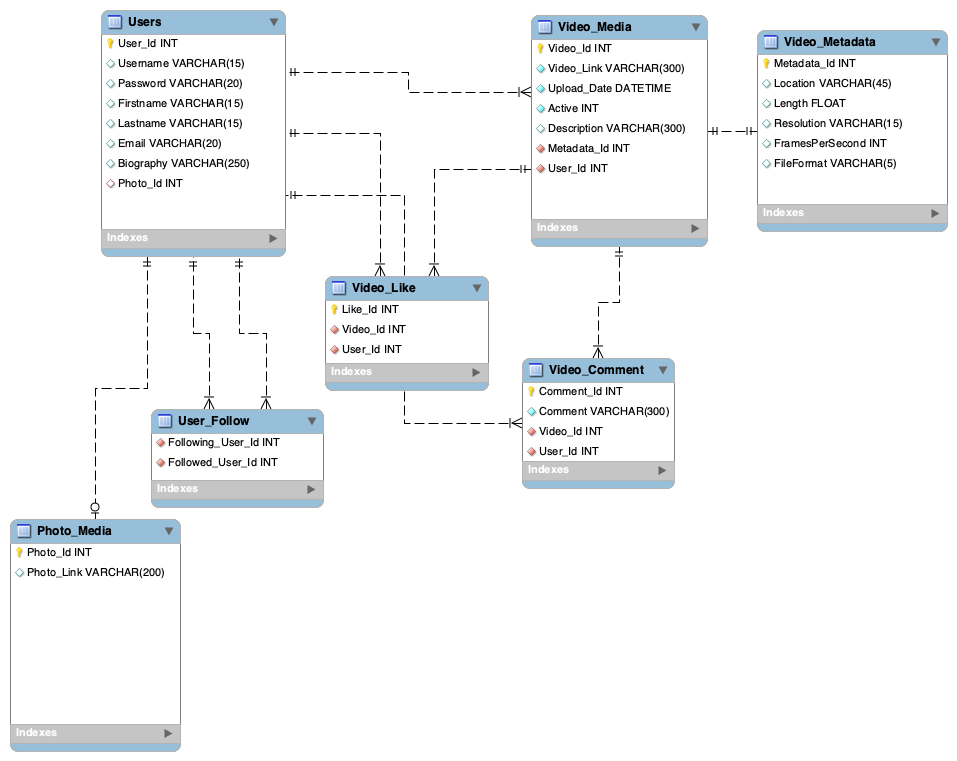 Users
User_Id INT
Username VARCHAR(15)
Password VARCHAR(20)
Firstname VARCHAR(15)
Lastname VARCHAR(15)
Email VARCHAR(20)
Biography VARCHAR(250)
Photo_Id INT
Indexes
Video_Media
Video_Id INT
Video_Link VARCHAR(300)
Upload_Date DATETIME
Active INT
Description VARCHAR(300)
Metadata_Id INT
User_Id INT
Indexes
Video_Metadata
Metadata_Id INT
Location VARCHAR(45)
Length FLOAT
Resolution VARCHAR(15)
FramesPerSecond INT
FileFormat VARCHAR(5)
Indexes
Video_Like
Like_Id INT
Video_Id INT
User_Id INT
Indexes
Video_Comment
Comment_Id INT
Comment VARCHAR(300)
Video_Id INT
User_Id INT
Indexes
User_Follow
Following_User_Id INT
Followed_User_Id INT
Indexes
Photo_Media
Photo_Id INT
Photo_Link VARCHAR(200)
Indexes